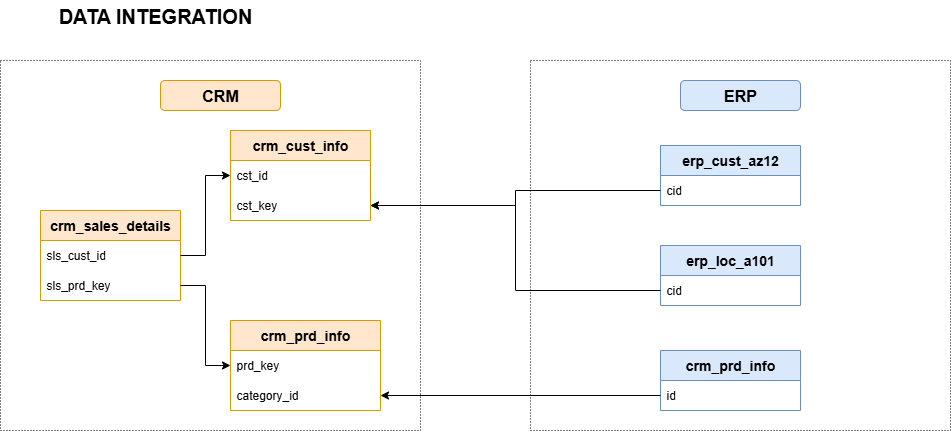 DATA INTEGRATION
CRM
crm_cust_info
cst_id
cst_key
crm_sales_details
sls_cust_id
sls_prd_key
crm_prd_info
prd_key
category_id
ERP
erp_cust_az12
cid
erp_loc_a101
cid
crm_prd_info
id